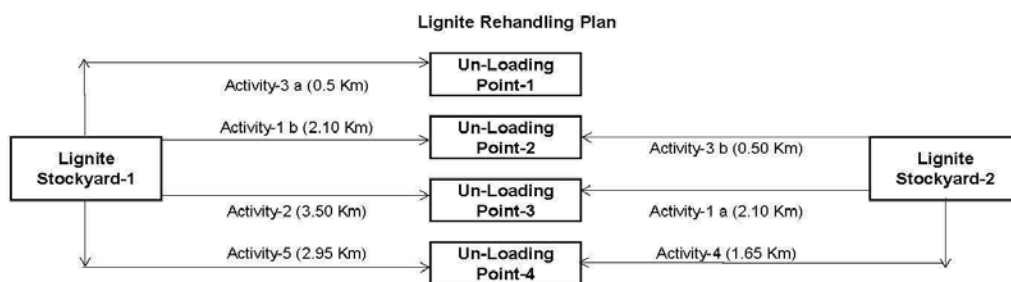 Lignite Rehandling Plan
Un-Loading
Point-1
Activity-3 a (0.5 Km)
Activity-1 b (2.10 Km)
Un-Loading
Point-2
Activity-3 b (0.50 Km)
Lignite
Stockyard-1
Lignite
Stockyard-2
Un-Loading
Point-3
Activity-2 (3.50 Km)
Activity-1 a (2.10 Km)
Activity-5 (2.95 Km)
Un-Loading
Point-4
Activity-4 (1.65 Km)